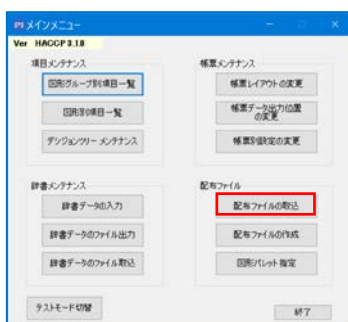 メインメニュー
Ver HACCP 3.1.8
項目メンテナンス
図形グループ別項目一覧
図形別項目一覧
デシジョンツリー メンテナンス
帳票メンテナンス
帳票レイアウトの変更
帳票データ出力位置
の変更
帳票別設定の変更
辞書メンテナンス
辞書データの入力
辞書データのファイル出力
辞書データのファイル取込
配布ファイル
配布ファイルの取込
配布ファイルの作成
図形パレット指定
テストモード切替
終了